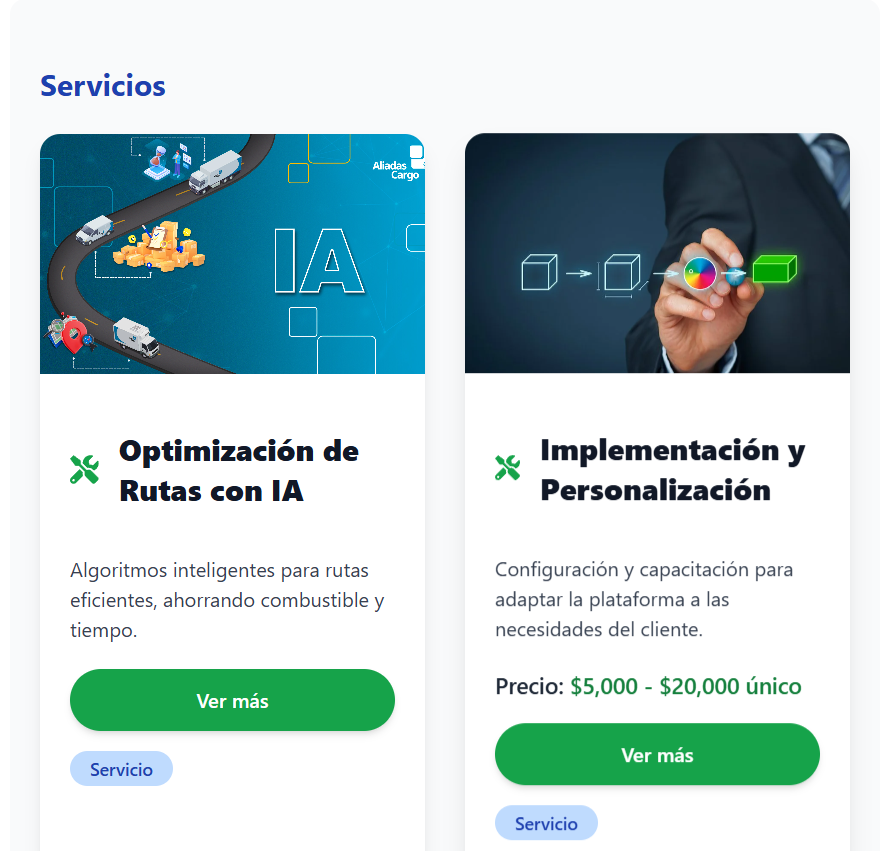 Servicios
Aliadas
Cargo
IA
Optimización de
Rutas con IA
Algoritmos inteligentes para rutas
eficientes, ahorrando combustible y
tiempo.
Ver más
Servicio
Implementación y
Personalización
Configuración y capacitación para
adaptar la plataforma a las
necesidades del cliente.
Precio: $5,000 - $20,000 único
Ver más
Servicio